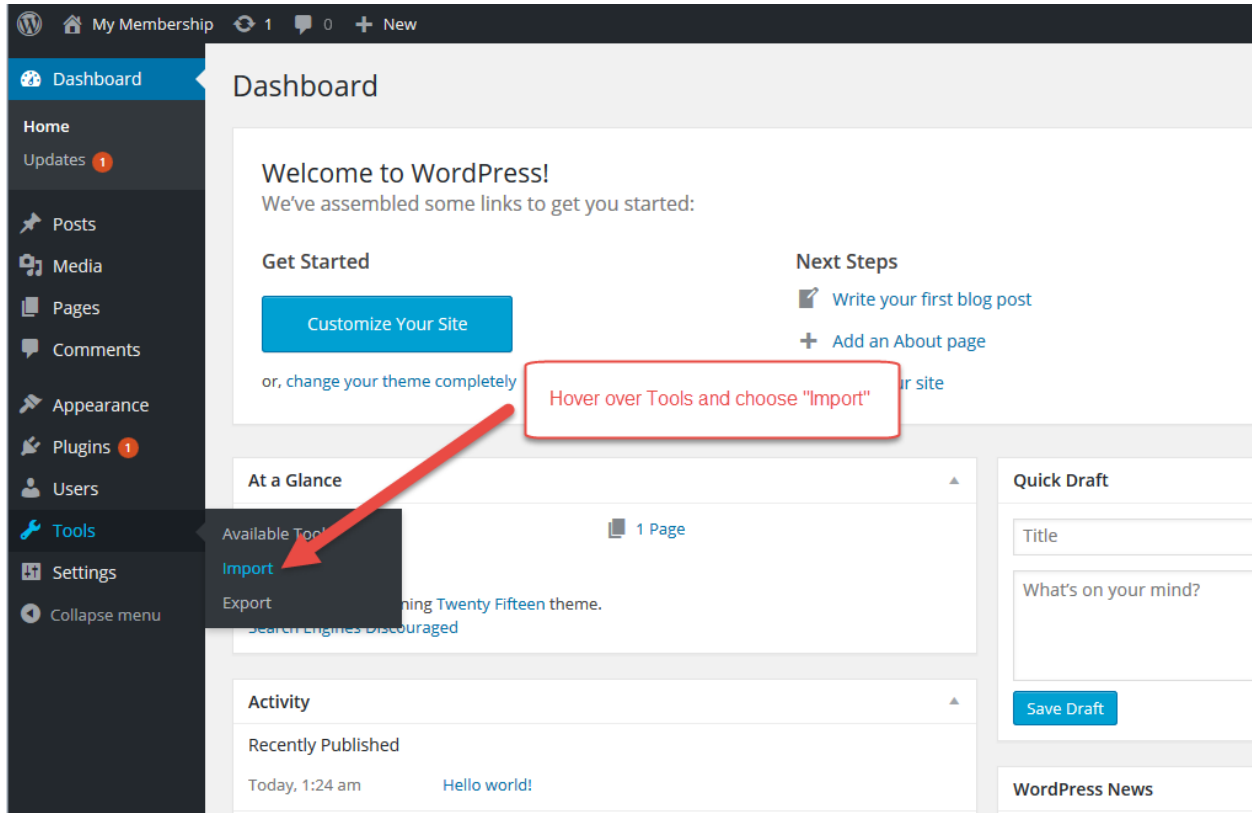 My Membership 1 0 New
Dashboard
Home
Updates 1
Posts
Media
Pages
Comments
Appearance
Plugins 1
Users
Tools
Settings
Collapse menu
Available
Import
Export
Dashboard
Welcome to WordPress!
We've assembled some links to get you started:
Get Started
Customize Your Site
or, change your theme completely
Next Steps
Write your first blog post
Add an About page
site
Hover over Tools and choose "Import"
At a Glance
1 Page
Twenty Fifteen theme.
Search Engines Discouraged
Activity
Recently Published
Today, 1:24 am Hello world!
Quick Draft
Title
What's on your mind?
Save Draft
WordPress News